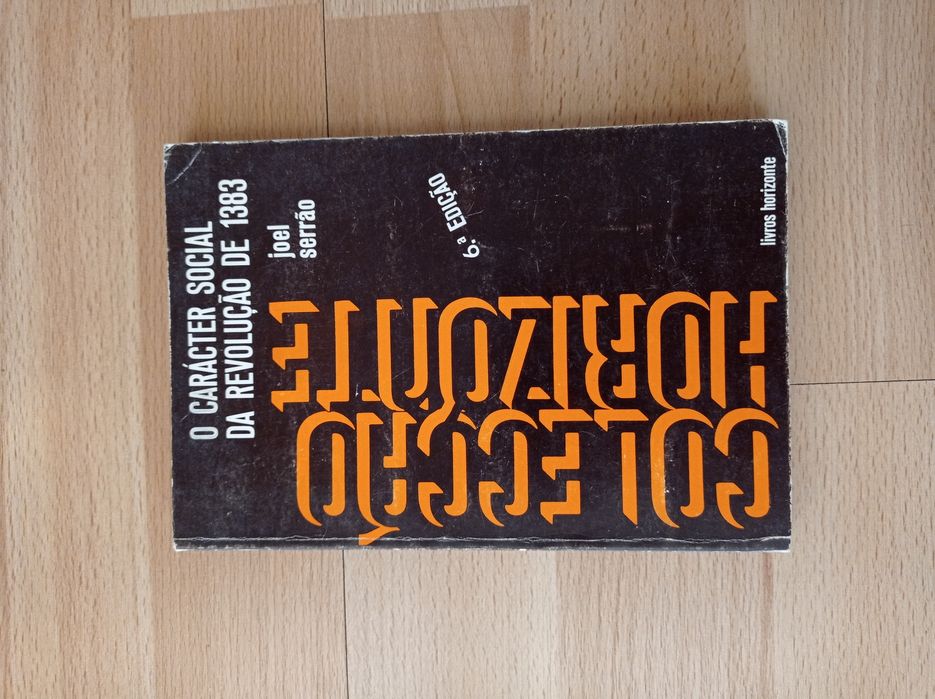 O CARÁCTER SOCIAL
DA REVOLUÇÃO DE 1383
joel
serrão
6.ª EDIÇÃO
COLECÇÃO
HORIZONTE
livros horizonte